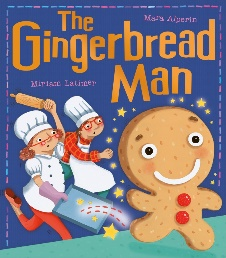 The
Mara Alperin
Gingerbread
Miriam Latimer
Man